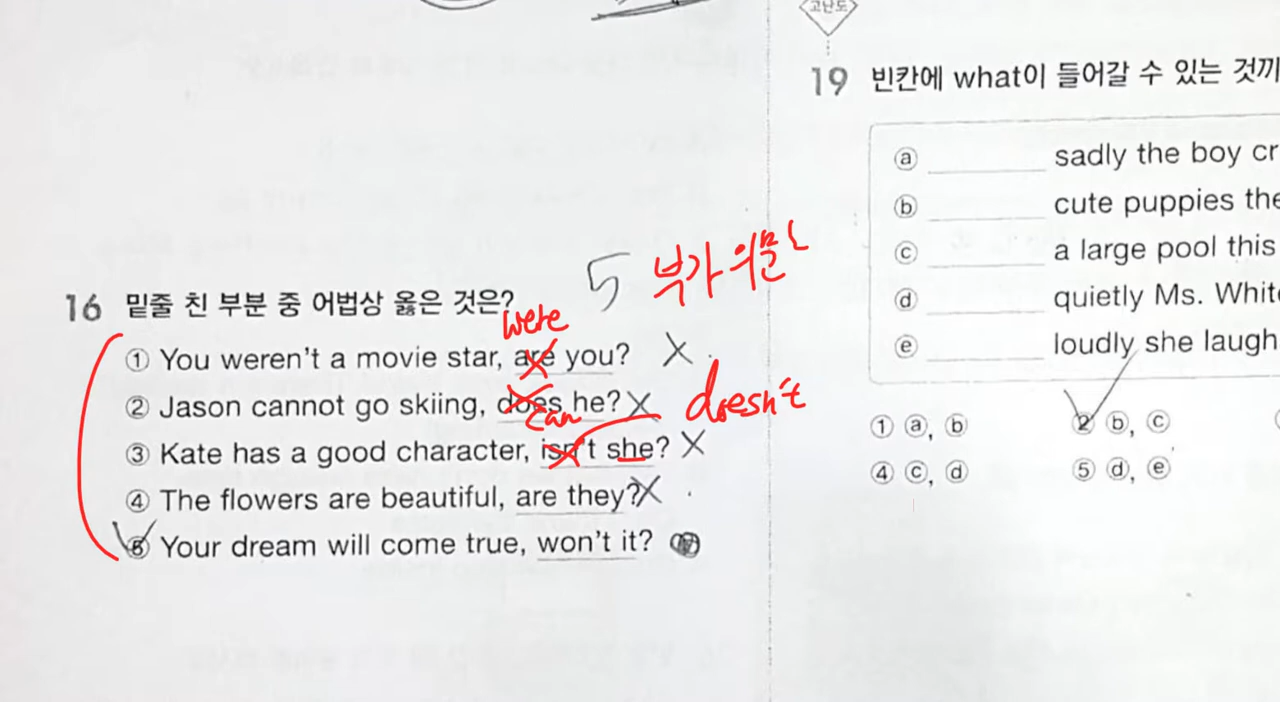 고난도
16 밑줄 친 부분 중 어법상 옳은 것은?
5 부가의문
were
① You weren't a movie star, are you? X
② Jason cannot go skiing, does he? X
can
doesn't
③ Kate has a good character, isn't she? X
④ The flowers are beautiful, are they? X
⑤ Your dream will come true, won't it?
19 빈칸에 what이 들어갈 수 있는 것끼
ⓐ ______ sadly the boy cr
ⓑ ______ cute puppies the
ⓒ ______ a large pool this
ⓓ ______ quietly Ms. White
ⓔ ______ loudly she laugh
① ⓐ, ⓑ ② ⓑ, ⓒ
④ ⓒ, ⓓ ⑤ ⓓ, ⓔ